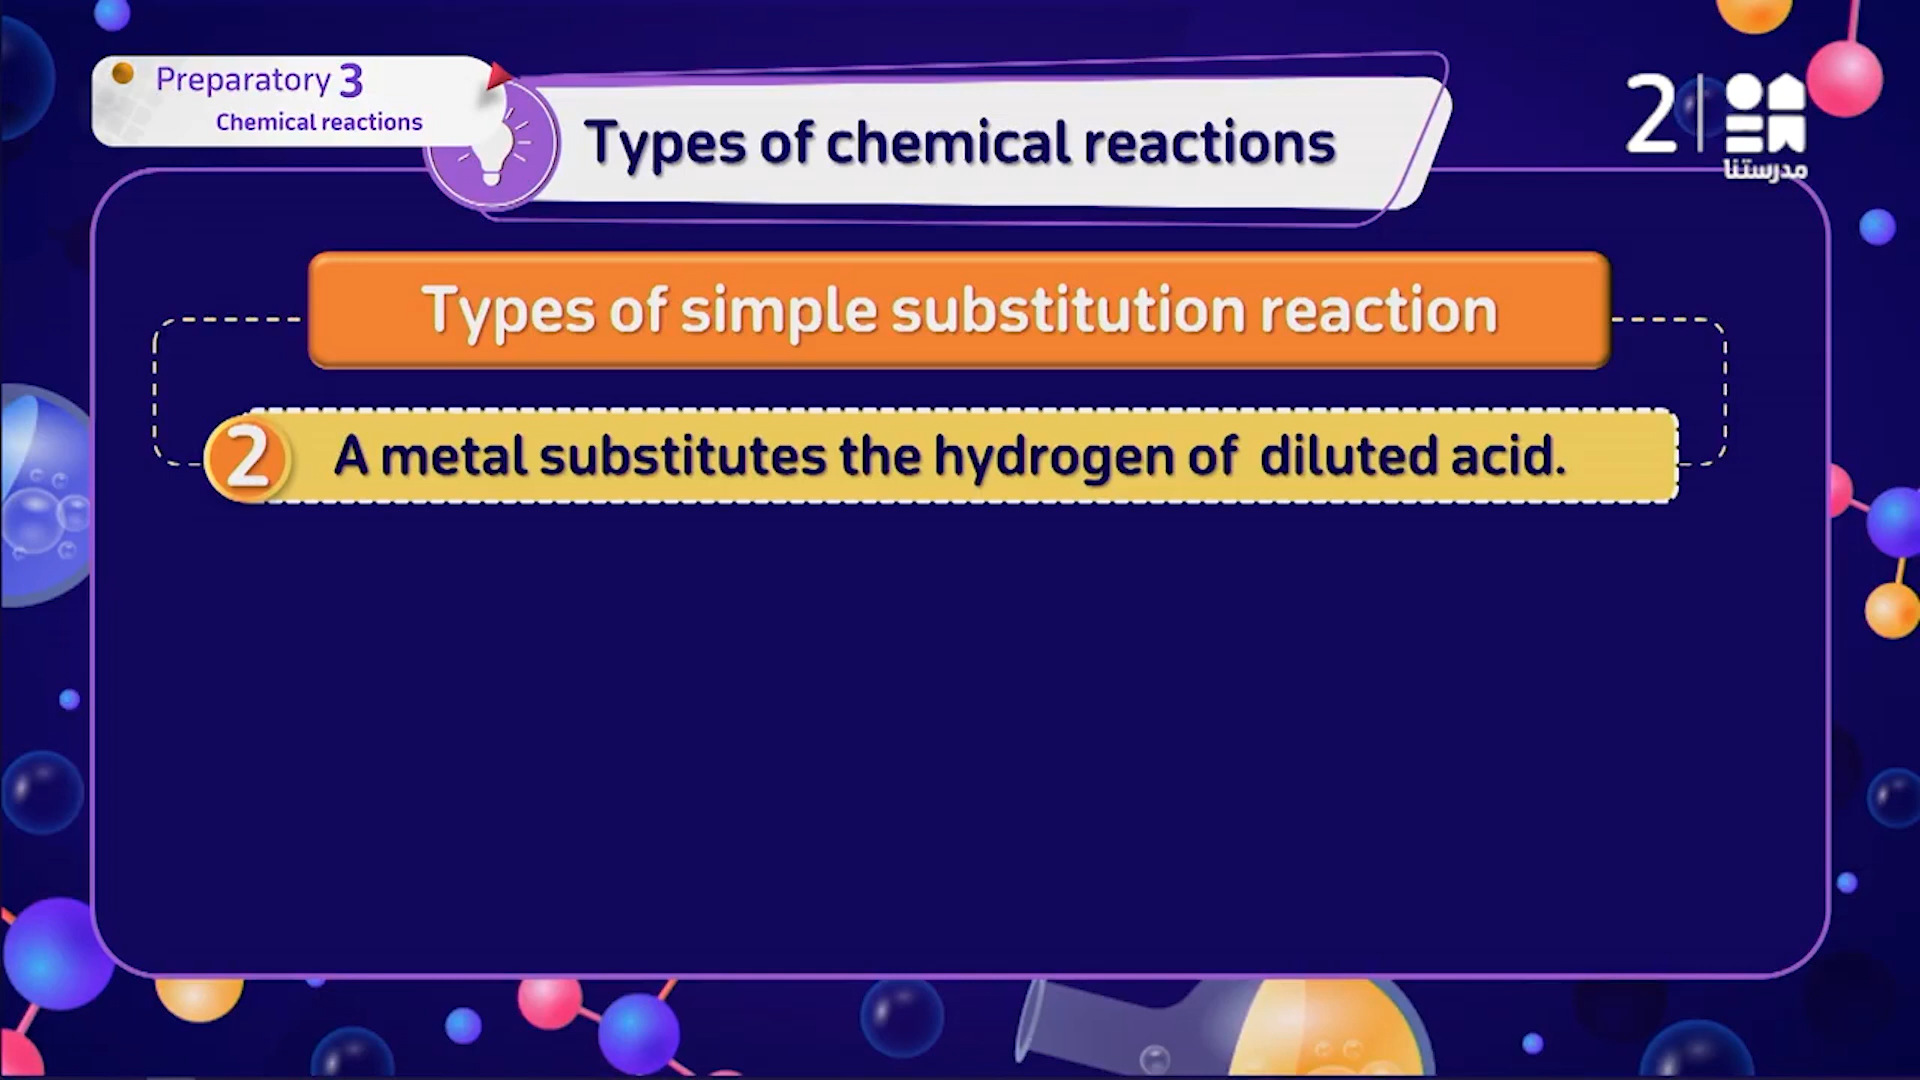 Preparatory 3
Chemical reactions
Types of chemical reactions
2
مدرستنا
Types of simple substitution reaction
2 A metal substitutes the hydrogen of diluted acid.